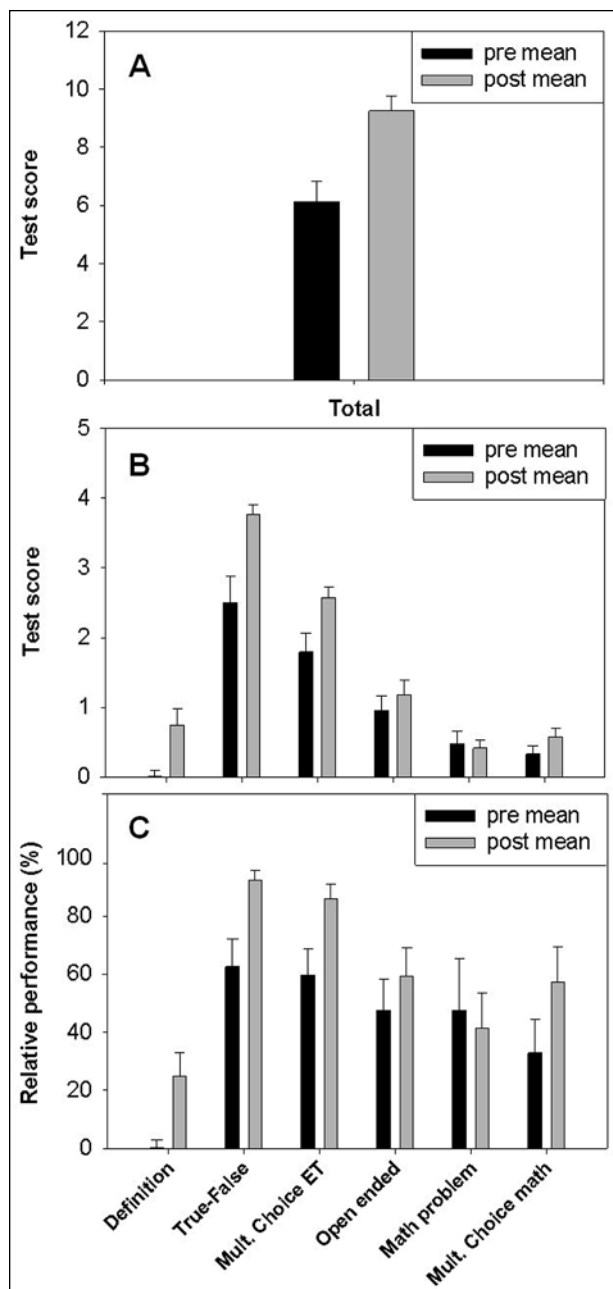 A
pre mean
post mean
Test score
12
10
8
6
4
2
0
Total
B
pre mean
post mean
Test score
5
4
3
2
1
0
C
pre mean
post mean
Relative performance (%)
100
80
60
40
20
0
Definition
True-False
Mult. Choice ET
Open ended
Math problem
Mult. Choice math